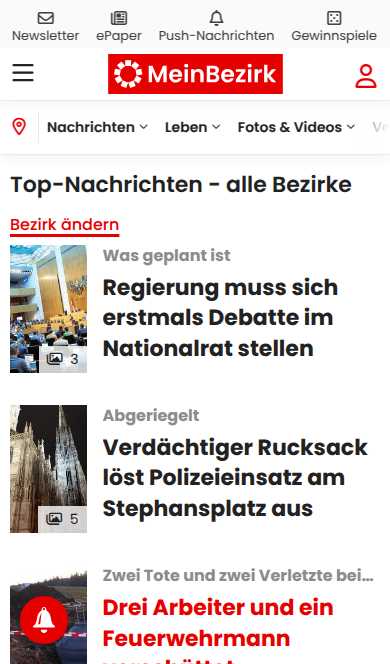 Newsletter ePaper Push-Nachrichten Gewinnspiele
MeinBezirk
Nachrichten Leben Fotos & Videos
Top-Nachrichten - alle Bezirke
Bezirk ändern
Was geplant ist
Regierung muss sich
erstmals Debatte im
Nationalrat stellen
3
Abgeriegelt
Verdächtiger Rucksack
löst Polizeieinsatz am
Stephansplatz aus
5
Zwei Tote und zwei Verletzte bei...
Drei Arbeiter und ein
Feuerwehrmann
verschüttet